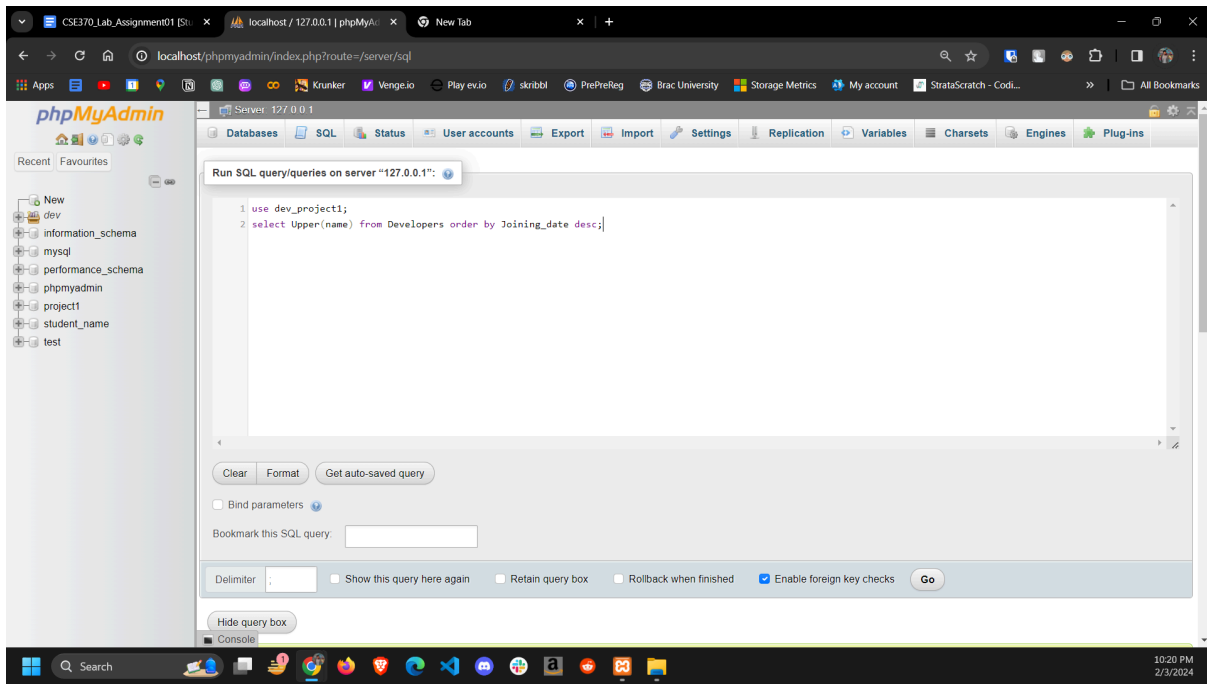 CSE370_Lab_Assignment01 [Stu
localhost / 127.0.0.1 | phpMyAd
New Tab
localhost/phpmyadmin/index.php?route=/server/sql
Apps
Krunker
Venge.io
Play ev.io
skribbl
PrePreReg
Brac University
Storage Metrics
My account
StrataScratch - Codi...
»
All Bookmarks
phpMyAdmin
Server: 127.0.0.1
Databases
SQL
Status
User accounts
Export
Import
Settings
Replication
Variables
Charsets
Engines
Plug-ins
Recent
Favourites
New
dev
information_schema
mysql
performance_schema
phpmyadmin
project1
student_name
test
Run SQL query/queries on server “127.0.0.1”:
1 use dev_project1;
2 select Upper(name) from Developers order by Joining_date desc;
Clear
Format
Get auto-saved query
Bind parameters
Bookmark this SQL query:
Delimiter ;
Show this query here again
Retain query box
Rollback when finished
Enable foreign key checks
Go
Hide query box
Console
Search
10:20 PM
2/3/2024